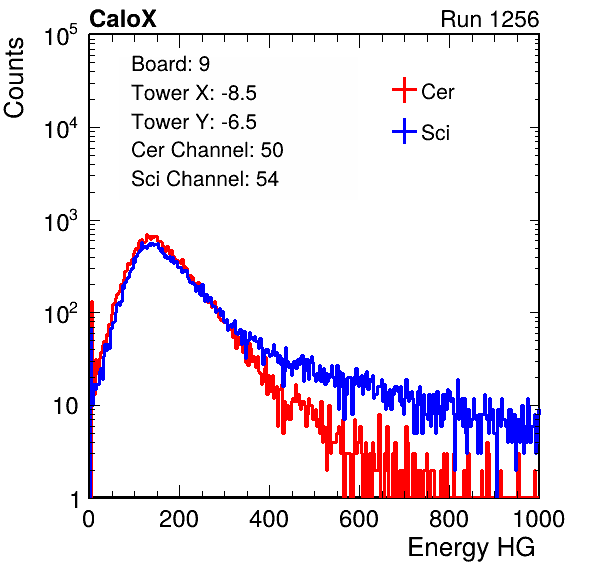 CaloX Run 1256
Counts
Board: 9
Tower X: -8.5
Tower Y: -6.5
Cer Channel: 50
Sci Channel: 54
Cer
Sci
10^5
10^4
10^3
10^2
10
1
0 200 400 600 800 1000
Energy HG